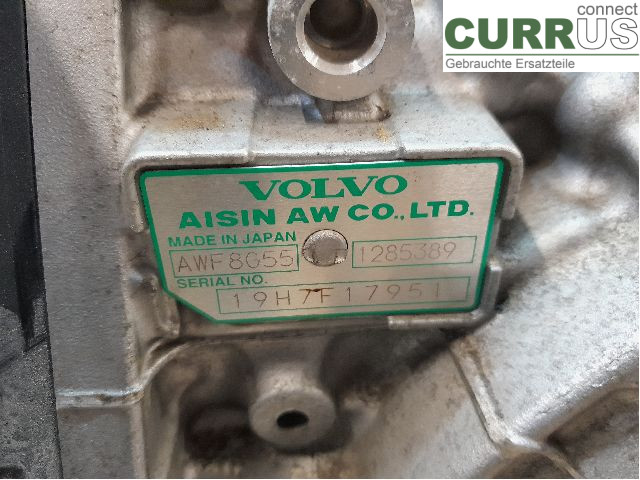 connect
CURRUS
Gebrauchte Ersatzteile
VOLVO
AISIN AW CO., LTD.
MADE IN JAPAN
AWF8G55 1285389
SERIAL NO.
19H7F17951